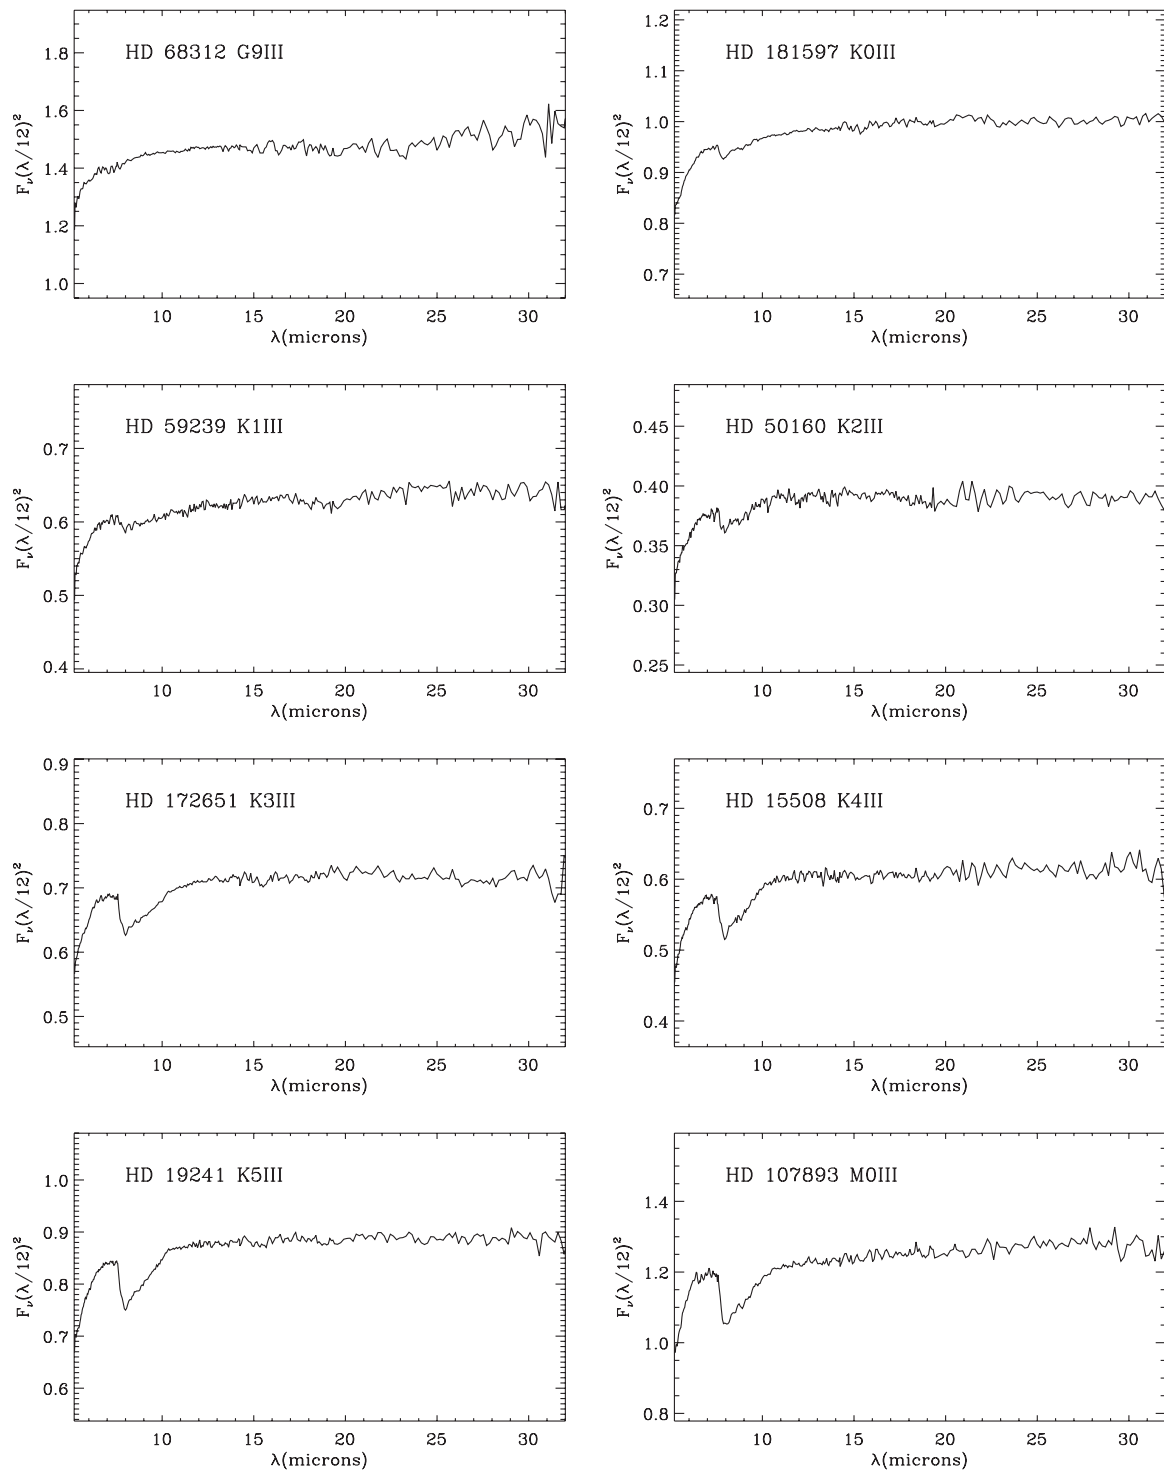 HD 68312 G9III
F_ν(λ/12)²
1.8
1.6
1.4
1.2
1.0
10 15 20 25 30
λ(microns)
HD 181597 K0III
F_ν(λ/12)²
1.2
1.1
1.0
0.9
0.8
0.7
10 15 20 25 30
λ(microns)
HD 59239 K1III
F_ν(λ/12)²
0.7
0.6
0.5
0.4
10 15 20 25 30
λ(microns)
HD 50160 K2III
F_ν(λ/12)²
0.45
0.40
0.35
0.30
0.25
10 15 20 25 30
λ(microns)
HD 172651 K3III
F_ν(λ/12)²
0.9
0.8
0.7
0.6
0.5
10 15 20 25 30
λ(microns)
HD 15508 K4III
F_ν(λ/12)²
0.7
0.6
0.5
0.4
10 15 20 25 30
λ(microns)
HD 19241 K5III
F_ν(λ/12)²
1.0
0.9
0.8
0.7
0.6
10 15 20 25 30
λ(microns)
HD 107893 M0III
F_ν(λ/12)²
1.4
1.2
1.0
0.8
10 15 20 25 30
λ(microns)